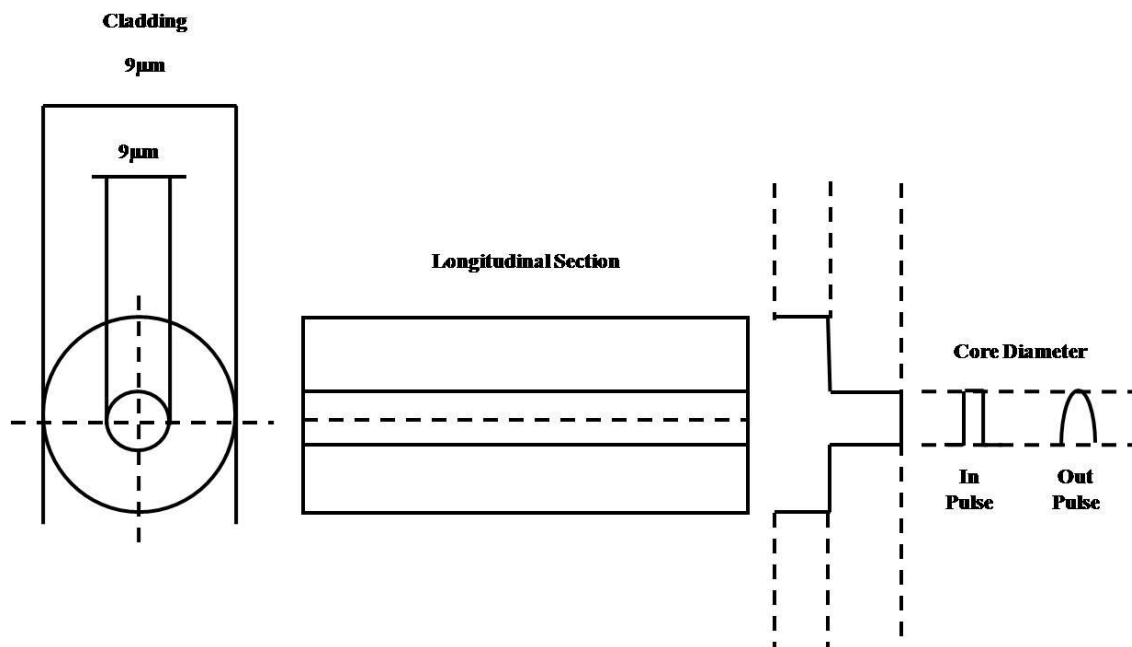 Cladding
9µm
9µm
Longitudinal Section
Core Diameter
In
Pulse
Out
Pulse